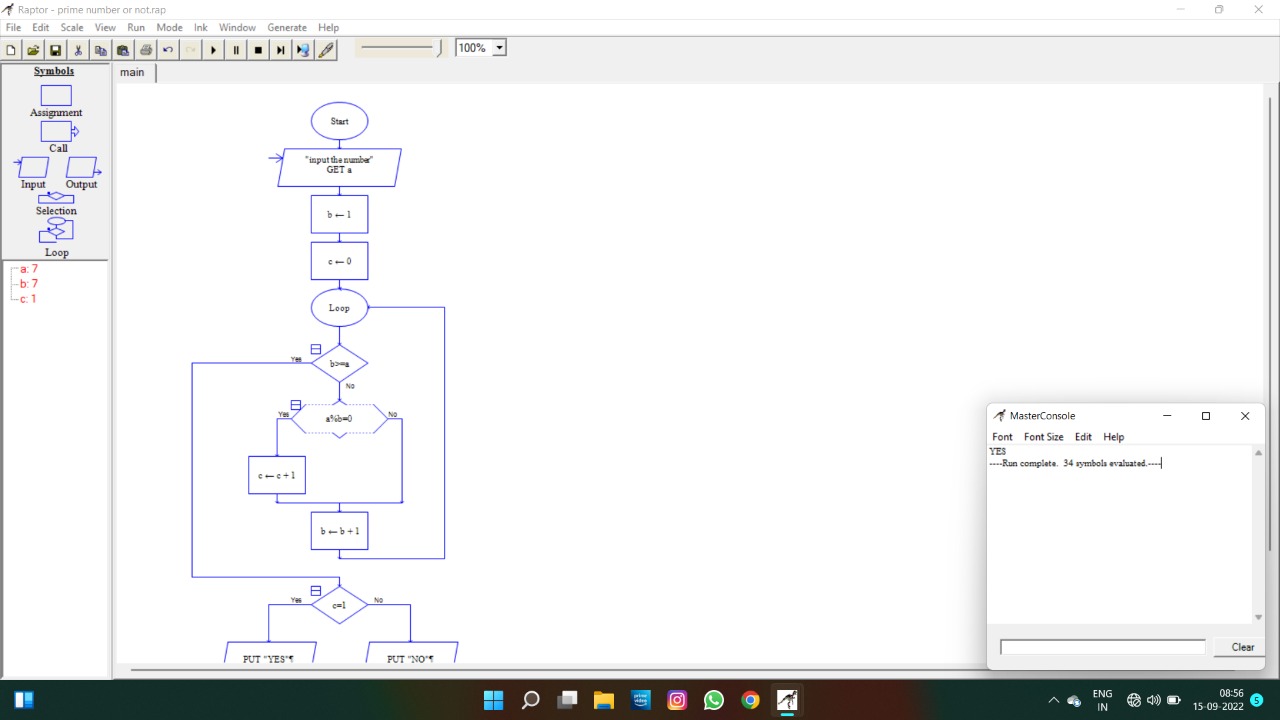 Raptor - prime number or not.rap
File Edit Scale View Run Mode Ink Window Generate Help
100%
Symbols
Assignment
Call
Input Output
Selection
Loop
a: 7
b: 7
c: 1
main
Start
"input the number"
GET a
b ← 1
c ← 0
Loop
b>=a
Yes
No
a%b=0
Yes
No
c ← c + 1
b ← b + 1
c=1
Yes
No
PUT "YES"¶
PUT "NO"¶
MasterConsole
Font Font Size Edit Help
YES
----Run complete. 34 symbols evaluated.----
Clear
prime video
ENG
IN
08:56
15-09-2022
5